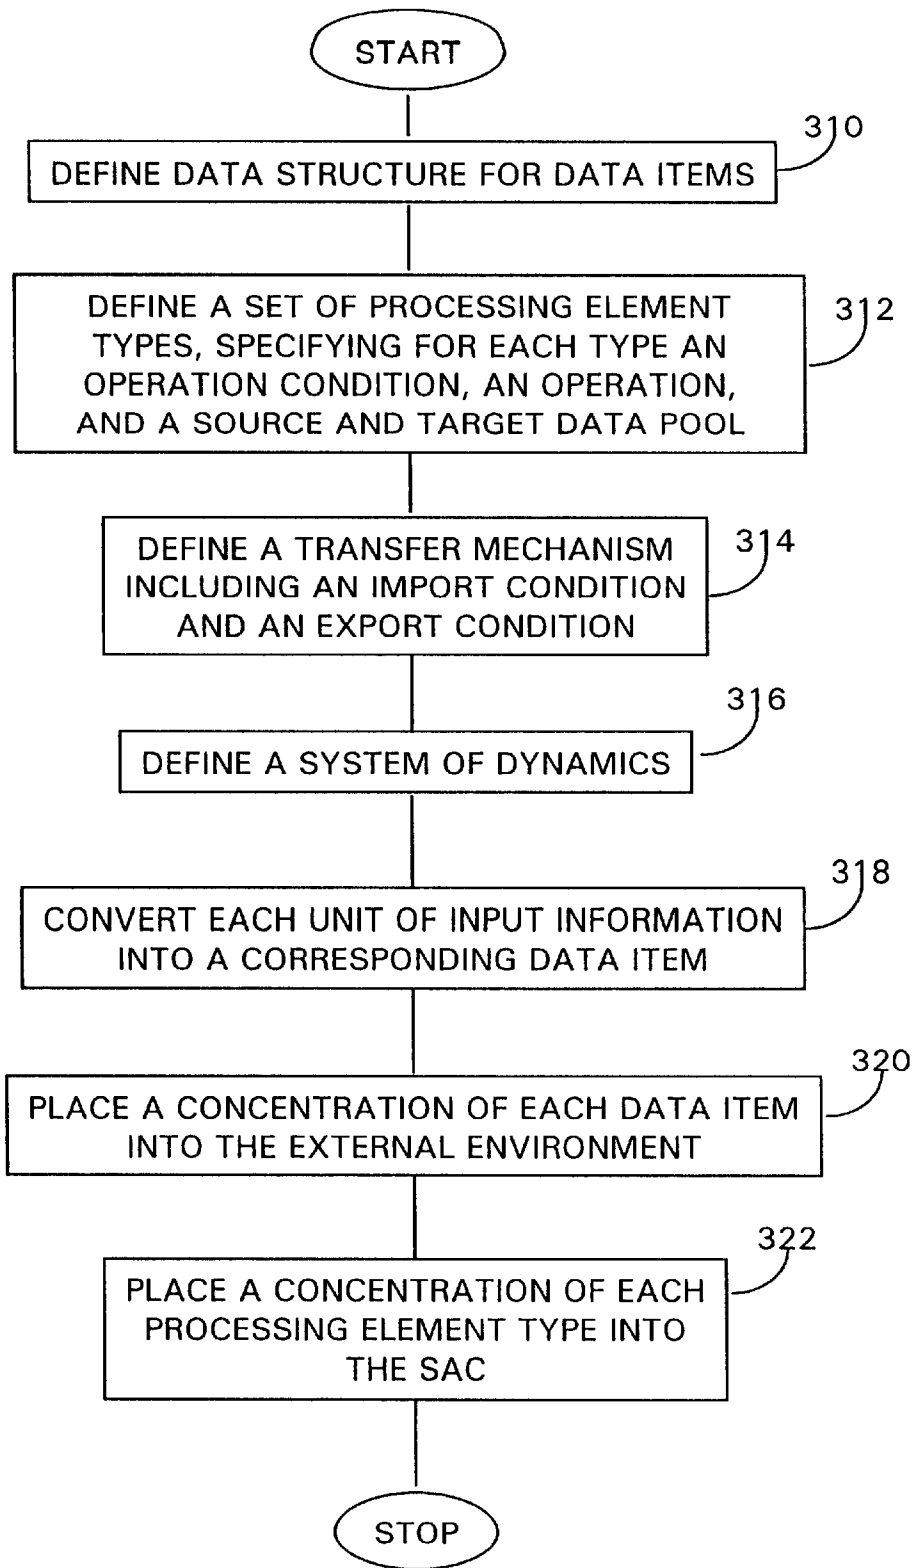 START
310
DEFINE DATA STRUCTURE FOR DATA ITEMS
312
DEFINE A SET OF PROCESSING ELEMENT
TYPES, SPECIFYING FOR EACH TYPE AN
OPERATION CONDITION, AN OPERATION,
AND A SOURCE AND TARGET DATA POOL
314
DEFINE A TRANSFER MECHANISM
INCLUDING AN IMPORT CONDITION
AND AN EXPORT CONDITION
316
DEFINE A SYSTEM OF DYNAMICS
318
CONVERT EACH UNIT OF INPUT INFORMATION
INTO A CORRESPONDING DATA ITEM
320
PLACE A CONCENTRATION OF EACH DATA ITEM
INTO THE EXTERNAL ENVIRONMENT
322
PLACE A CONCENTRATION OF EACH
PROCESSING ELEMENT TYPE INTO
THE SAC
STOP